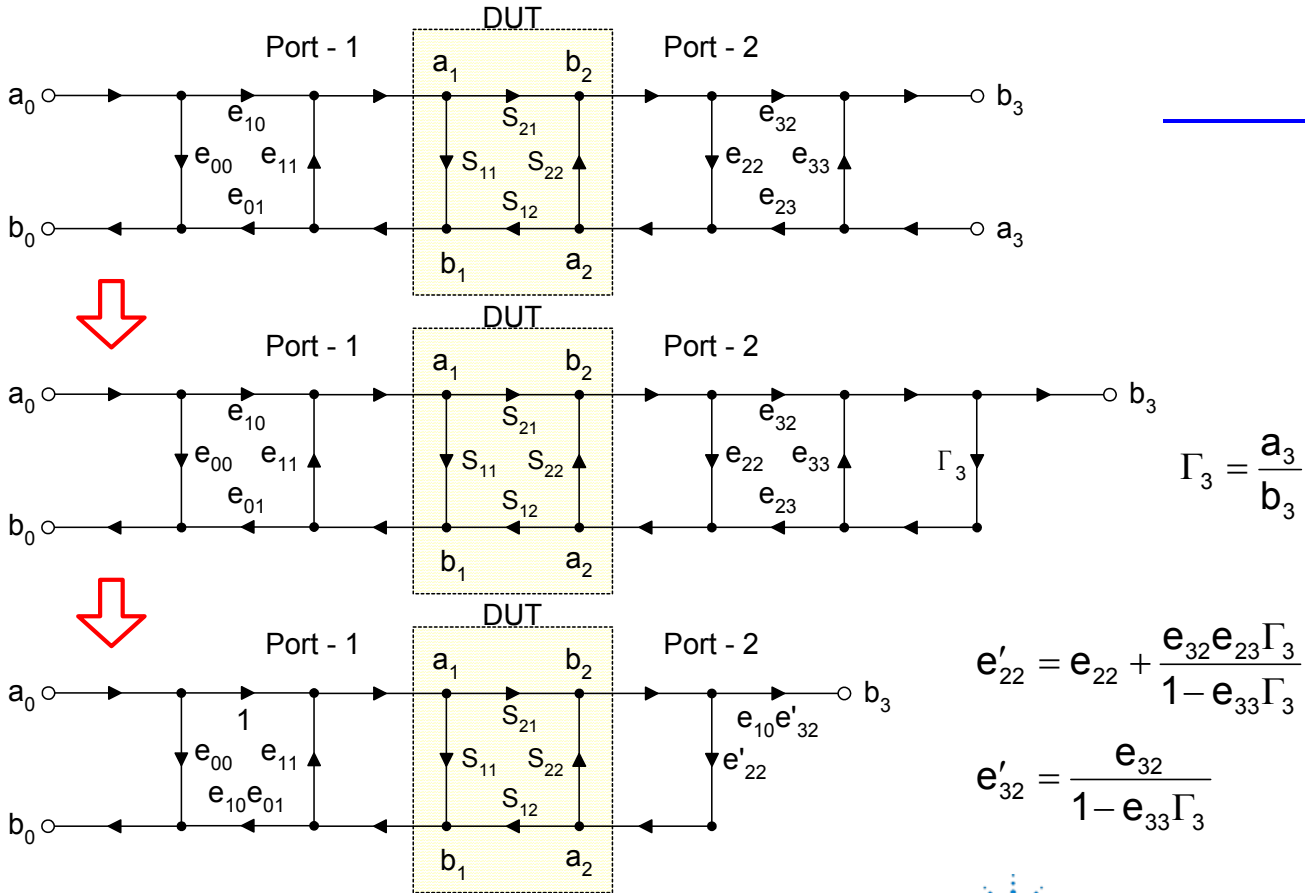 DUT
Port - 1 Port - 2
a₁ b₂
a₀ b₃
e₁₀ S₂₁ e₃₂
e₀₀ e₁₁ S₁₁ S₂₂ e₂₂ e₃₃
e₀₁ S₁₂ e₂₃
b₀ a₃
b₁ a₂
DUT
Port - 1 Port - 2
a₁ b₂
a₀ b₃
e₁₀ S₂₁ e₃₂
e₀₀ e₁₁ S₁₁ S₂₂ e₂₂ e₃₃ Γ₃
Γ₃ = a₃/b₃
e₀₁ S₁₂ e₂₃
b₀
b₁ a₂
DUT
Port - 1 Port - 2
a₁ b₂
a₀ b₃
1 S₂₁ e₁₀e'₃₂
e₀₀ e₁₁ S₁₁ S₂₂ e'₂₂
e₁₀e₀₁ S₁₂
b₀
b₁ a₂
e′₂₂ = e₂₂ + e₃₂e₂₃Γ₃/(1 − e₃₃Γ₃)
e′₃₂ = e₃₂/(1 − e₃₃Γ₃)